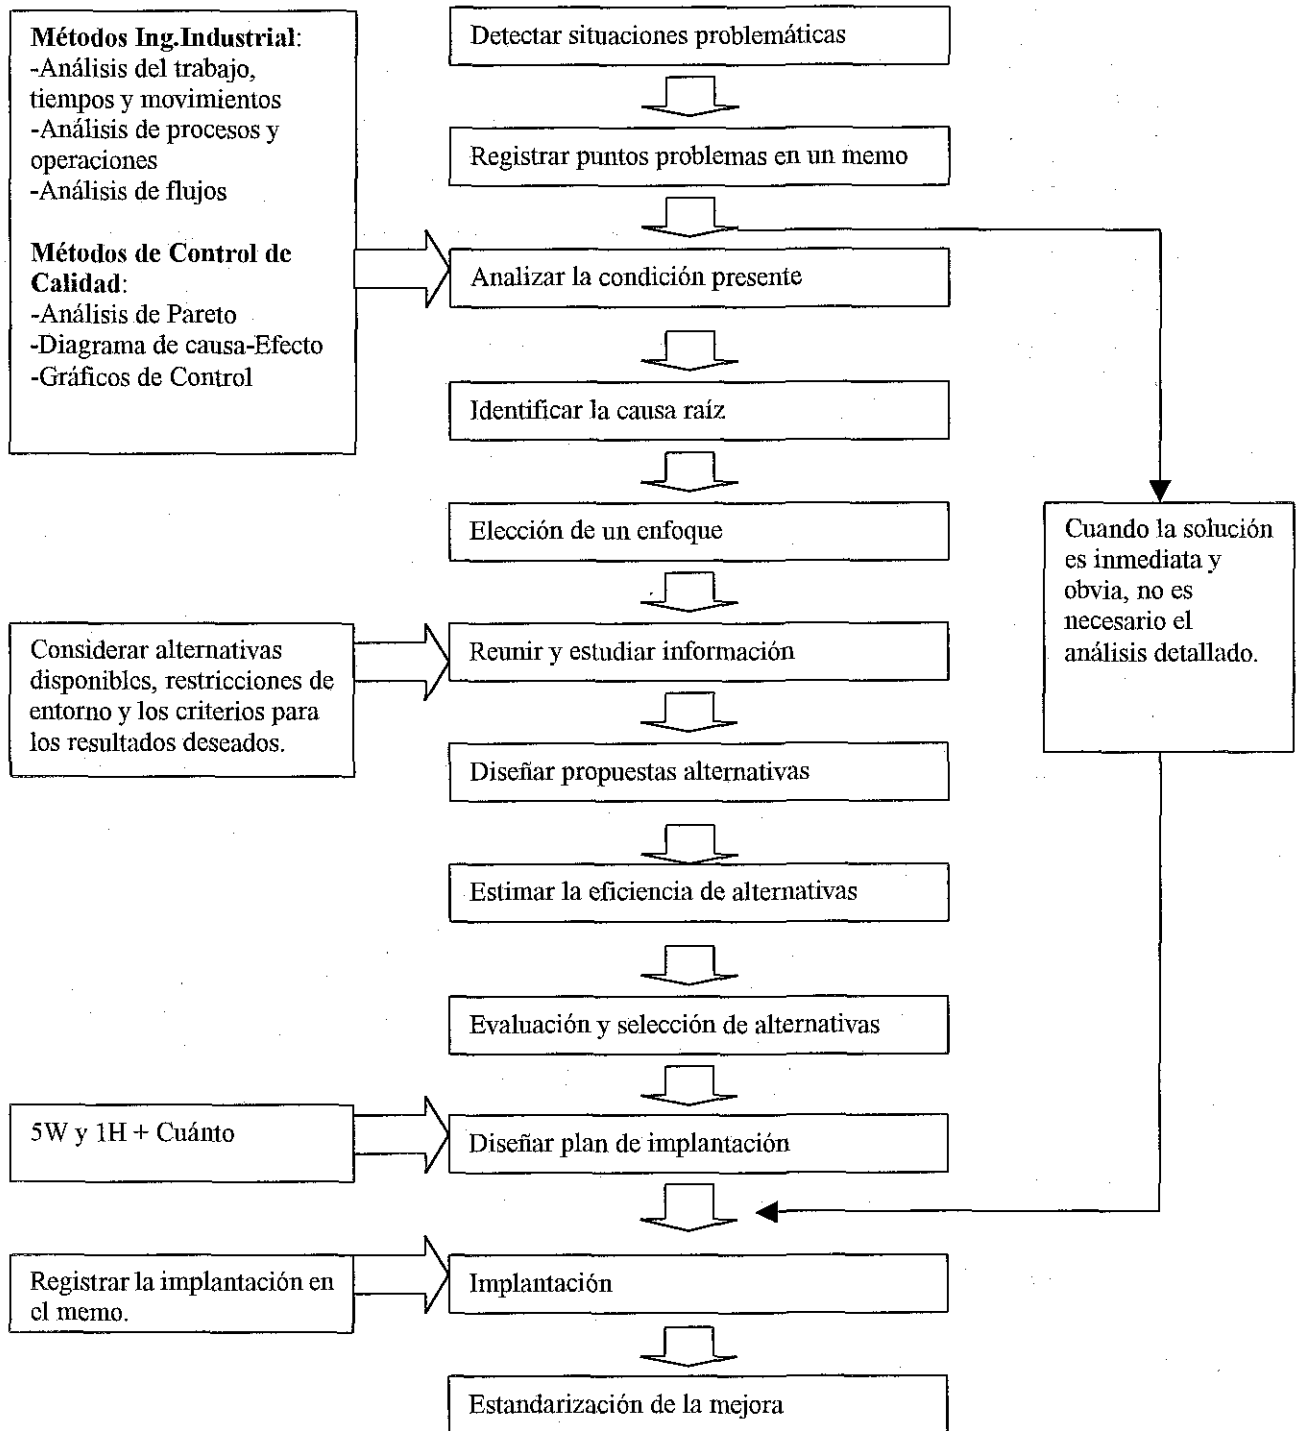 Métodos Ing.Industrial:
-Análisis del trabajo,
tiempos y movimientos
-Análisis de procesos y
operaciones
-Análisis de flujos
Métodos de Control de
Calidad:
-Análisis de Pareto
-Diagrama de causa-Efecto
-Gráficos de Control
Detectar situaciones problemáticas
Registrar puntos problemas en un memo
Analizar la condición presente
Identificar la causa raíz
Elección de un enfoque
Cuando la solución
es inmediata y
obvia, no es
necesario el
análisis detallado.
Considerar alternativas
disponibles, restricciones de
entorno y los criterios para
los resultados deseados.
Reunir y estudiar información
Diseñar propuestas alternativas
Estimar la eficiencia de alternativas
Evaluación y selección de alternativas
5W y 1H + Cuánto
Diseñar plan de implantación
Registrar la implantación en
el memo.
Implantación
Estandarización de la mejora